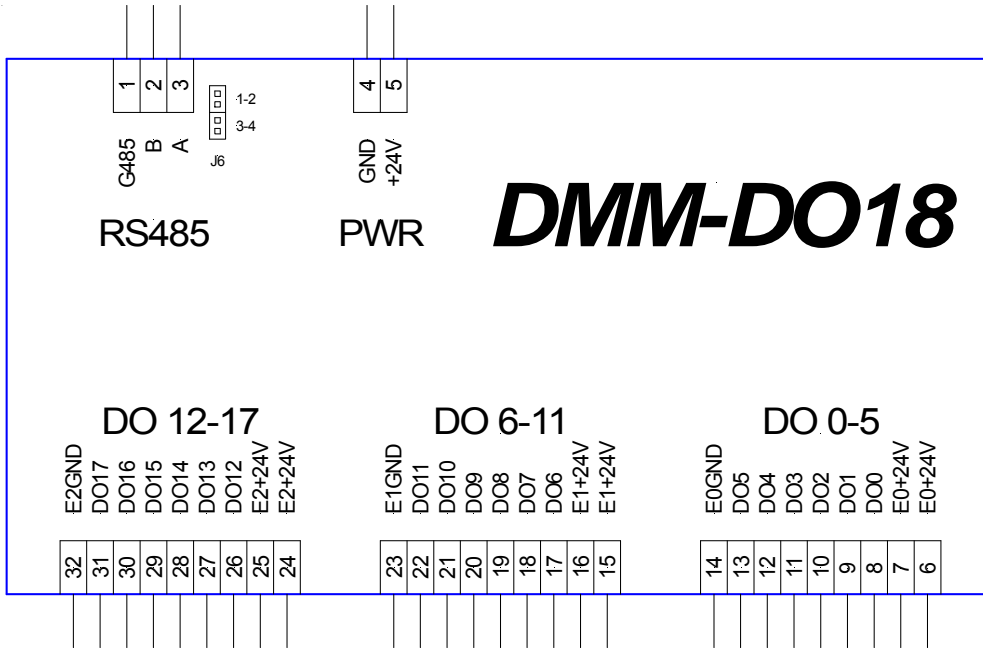 1 2 3
4 5
1-2
3-4
J6
G485 B A
GND +24V
RS485
PWR
DMM-DO18
DO 12-17
DO 6-11
DO 0-5
E2GND DO17 DO16 DO15 DO14 DO13 DO12 E2+24V E2+24V
E1GND DO11 DO10 DO9 DO8 DO7 DO6 E1+24V E1+24V
E0GND DO5 DO4 DO3 DO2 DO1 DO0 E0+24V E0+24V
32 31 30 29 28 27 26 25 24
23 22 21 20 19 18 17 16 15
14 13 12 11 10 9 8 7 6